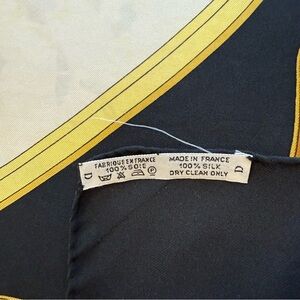 FABRIQUE EN FRANCE
100% SOIE
D
MADE IN FRANCE
100% SILK
DRY CLEAN ONLY
D